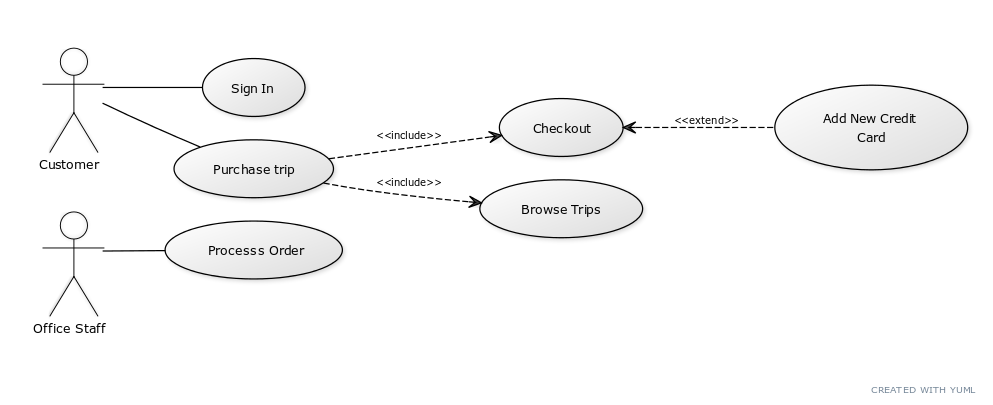 Sign In
Customer
Purchase trip
<<include>>
<<include>>
Checkout
<<extend>>
Add New Credit
Card
Browse Trips
Office Staff
Processs Order
CREATED WITH YUML